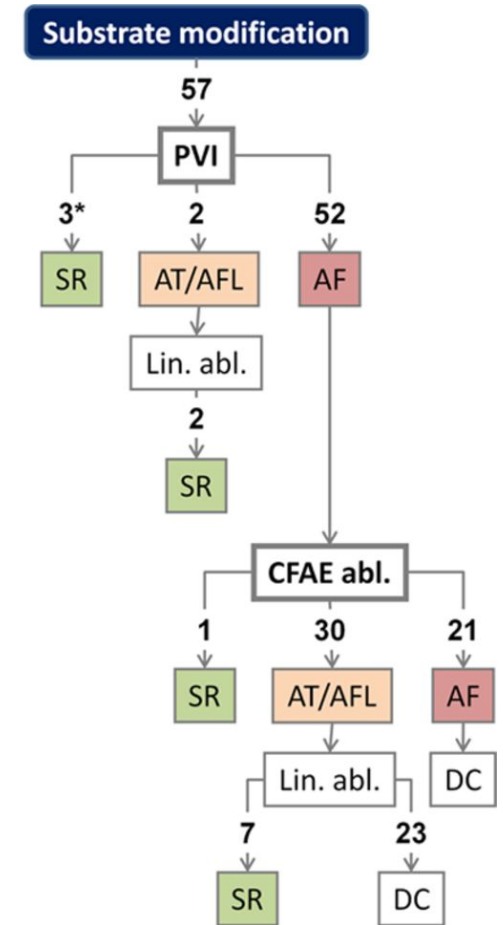 Substrate modification
57
PVI
3* 2 52
SR AT/AFL AF
Lin. abl.
2
SR
CFAE abl.
1 30 21
SR AT/AFL AF
Lin. abl. DC
7 23
SR DC